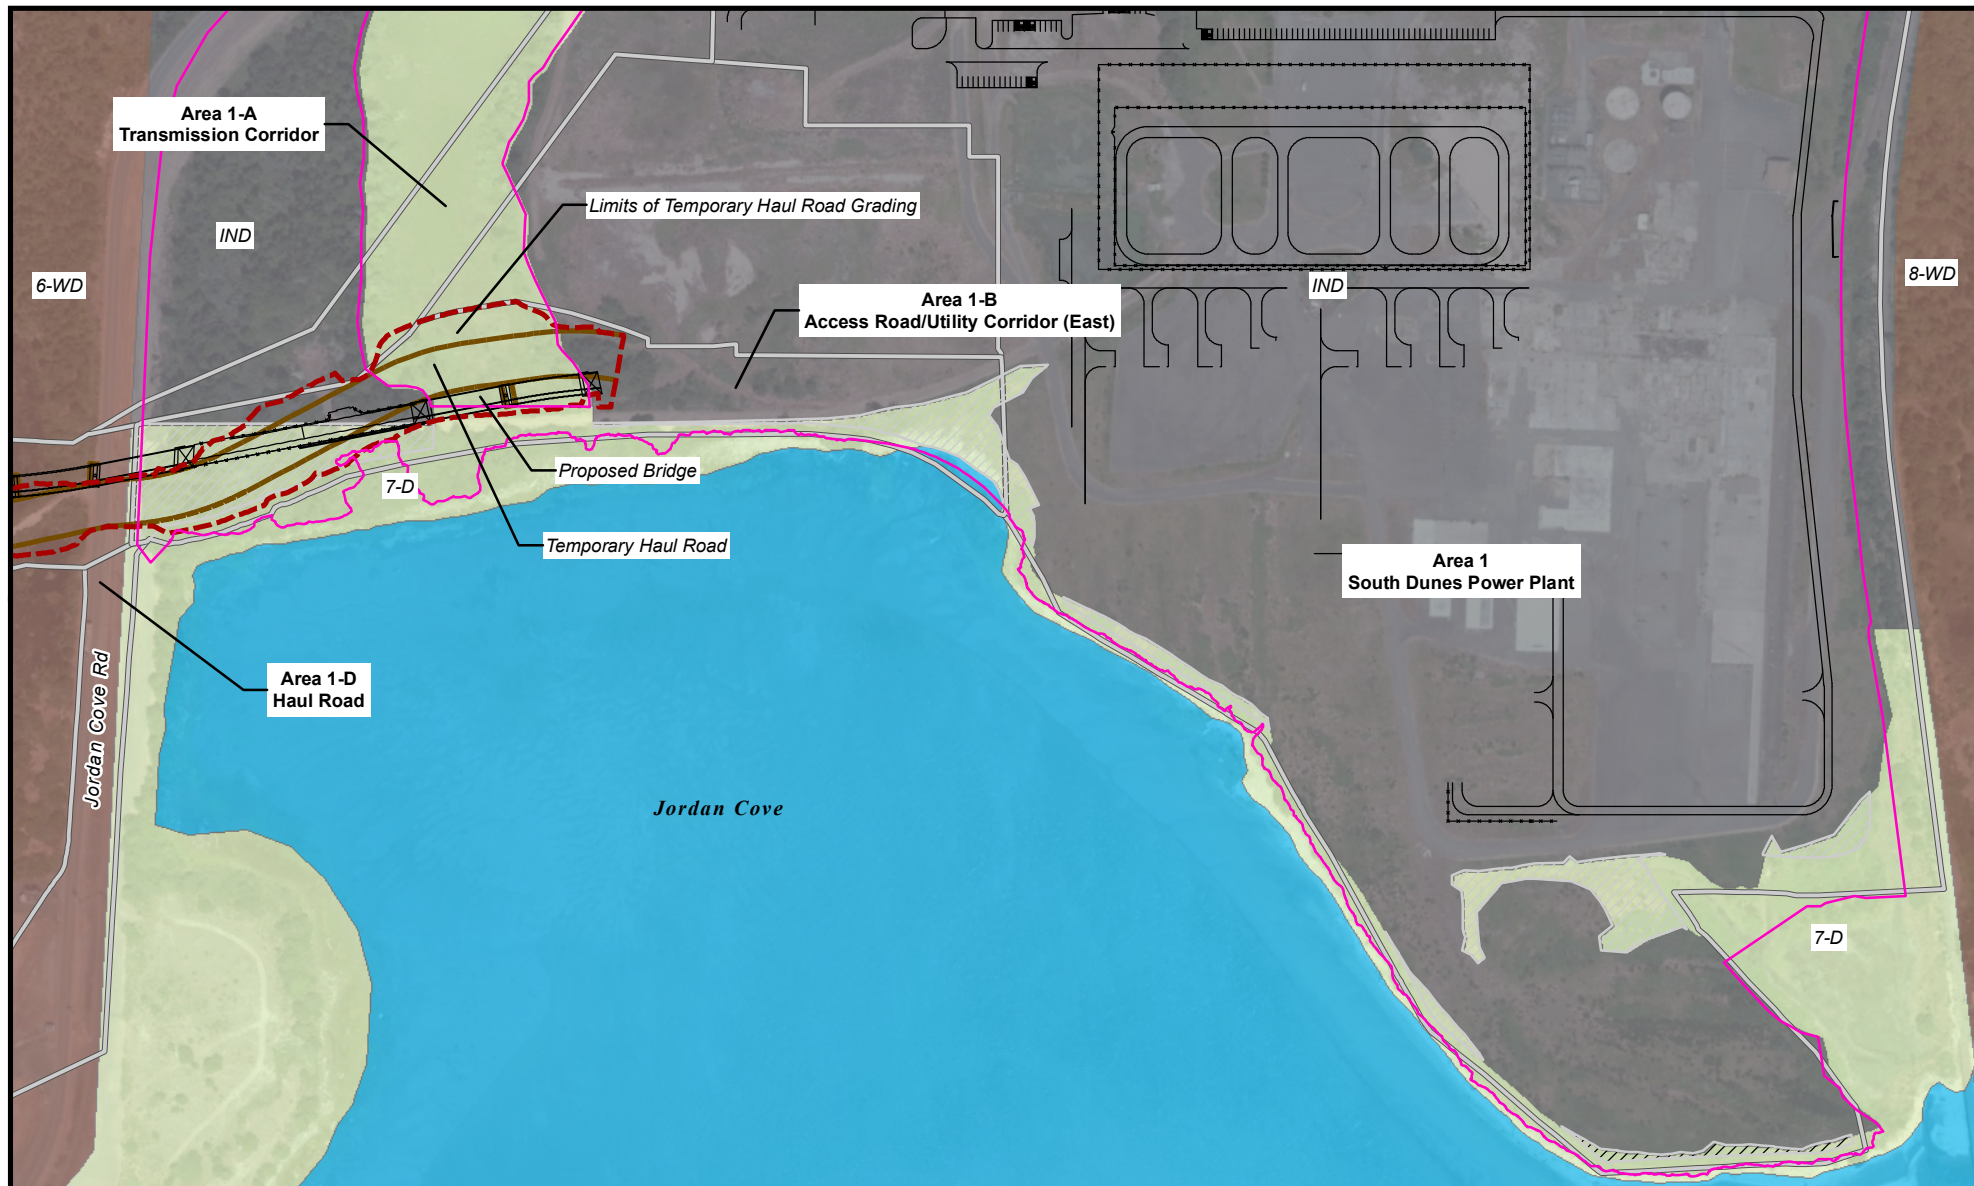 Area 1-A
Transmission Corridor
Limits of Temporary Haul Road Grading
IND
6-WD
8-WD
IND
Area 1-B
Access Road/Utility Corridor (East)
Proposed Bridge
7-D
Temporary Haul Road
Area 1
South Dunes Power Plant
Area 1-D
Haul Road
Jordan Cove Rd
Jordan Cove
7-D